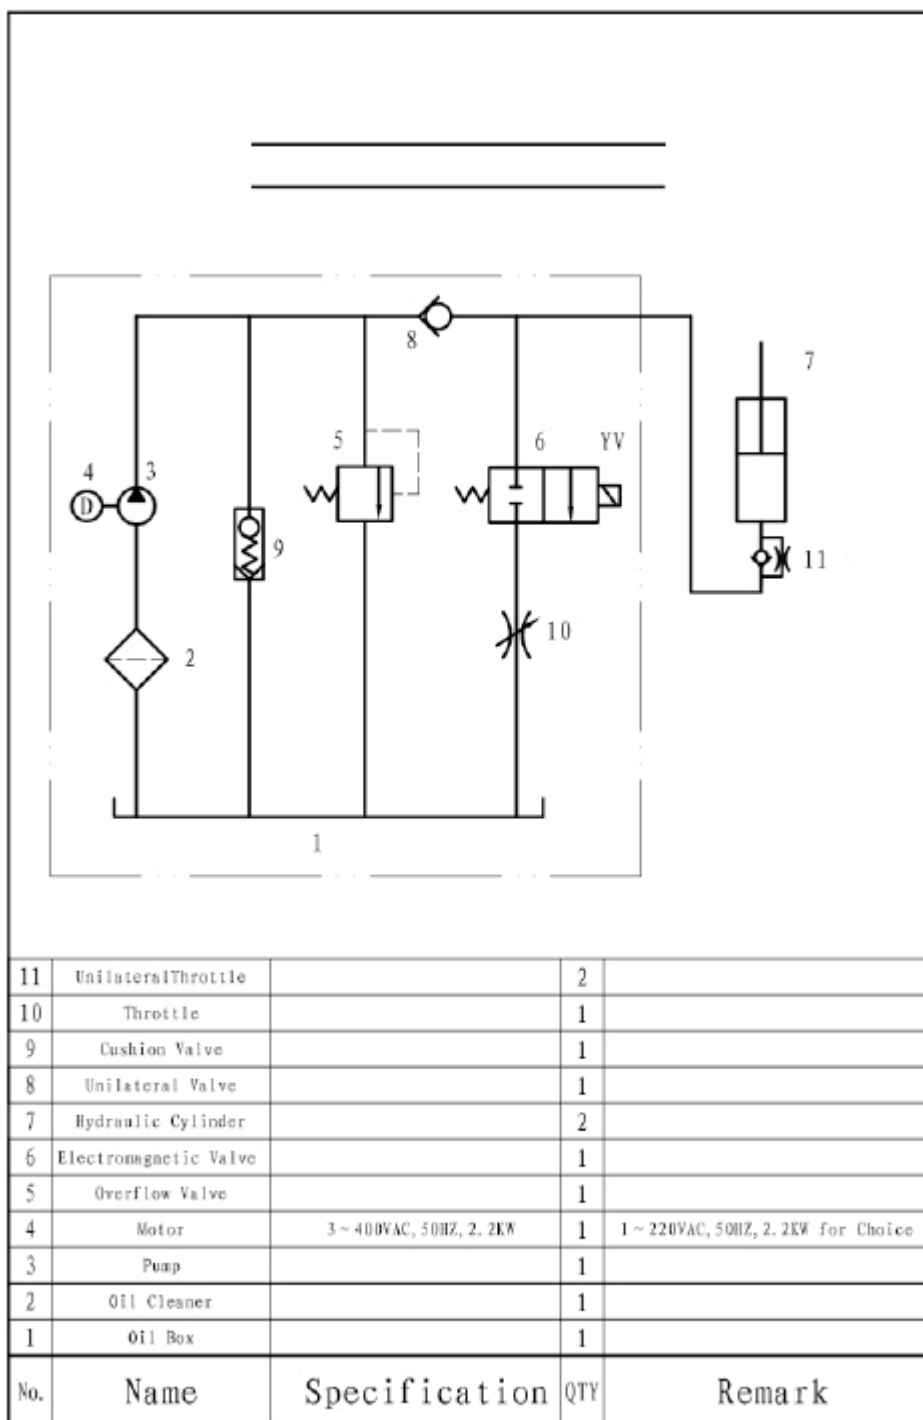 8
7
5
6
YV
4
3
D
9
11
10
2
1
11 UnilateralThrottle 2
10 Throttle 1
9 Cushion Valve 1
8 Unilateral Valve 1
7 Hydraulic Cylinder 2
6 Electromagnetic Valve 1
5 Overflow Valve 1
4 Motor 3~400VAC, 50HZ, 2.2KW 1 1~220VAC, 50HZ, 2.2KW for Choice
3 Pump 1
2 Oil Cleaner 1
1 Oil Box 1
No. Name Specification QTY Remark